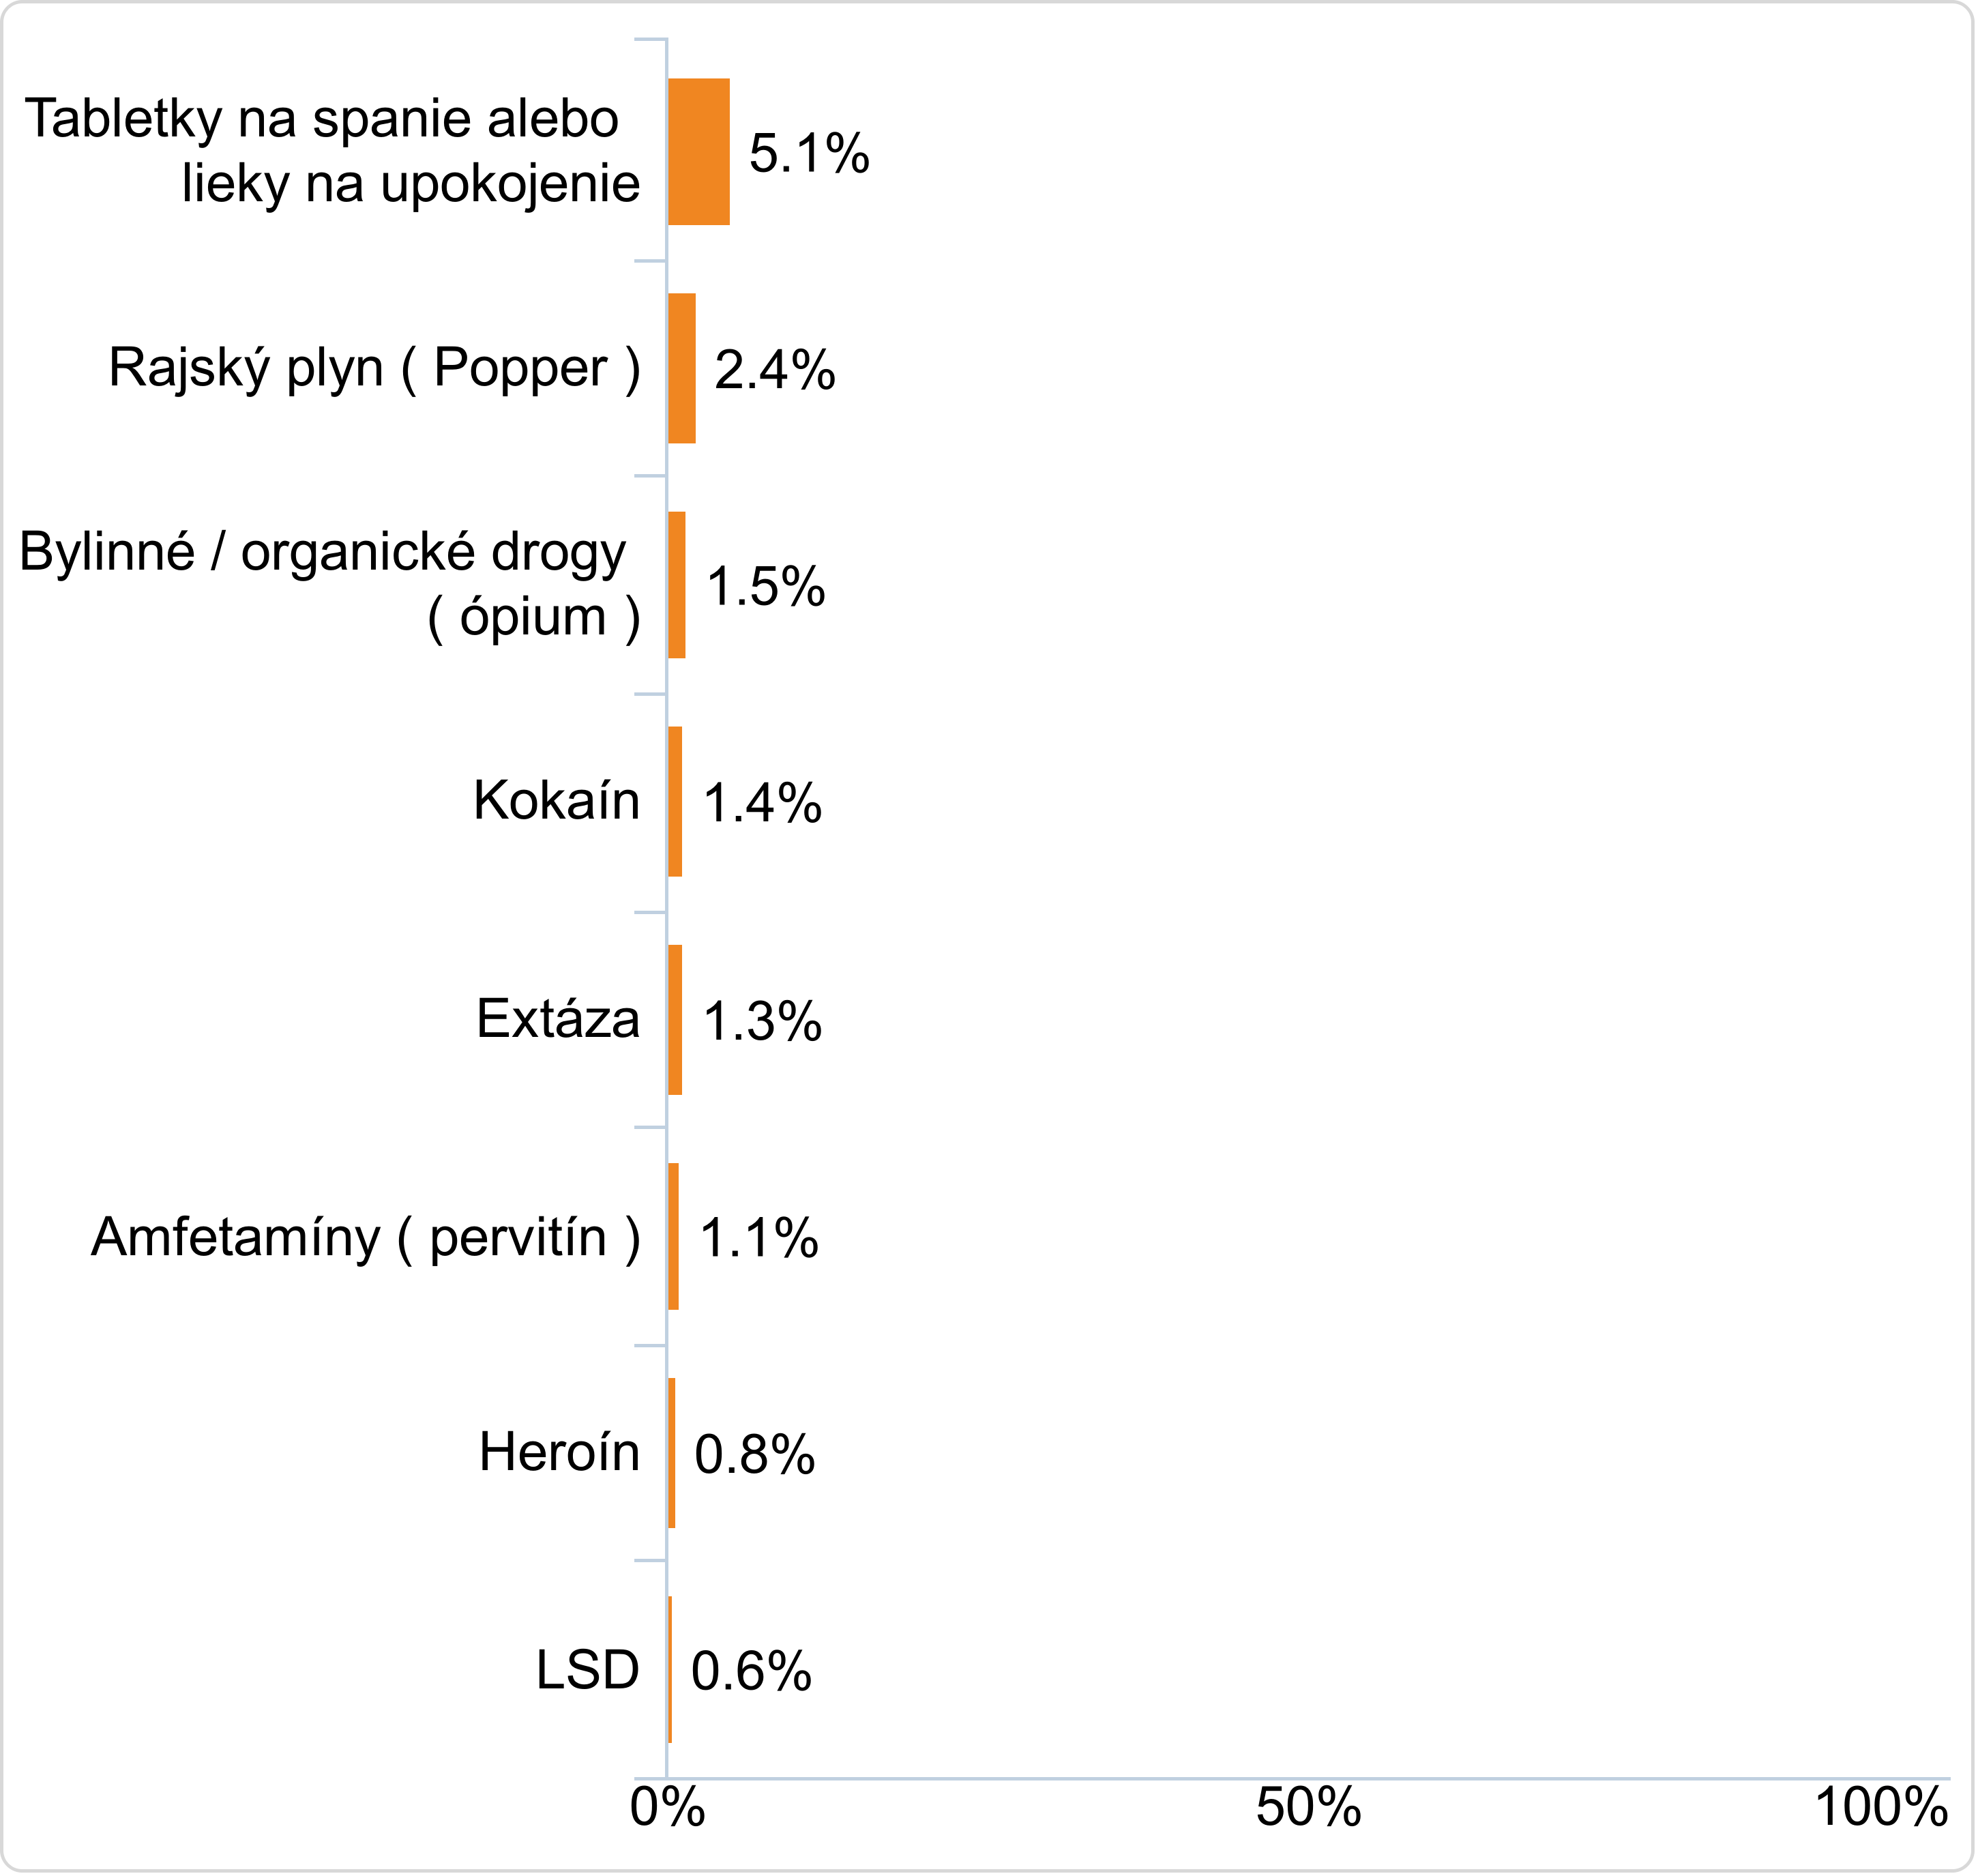 Tabletky na spanie alebo
lieky na upokojenie
5.1%
Rajský plyn ( Popper )
2.4%
Bylinné / organické drogy
( ópium )
1.5%
Kokaín
1.4%
Extáza
1.3%
Amfetamíny ( pervitín )
1.1%
Heroín
0.8%
LSD
0.6%
0%
50%
100%